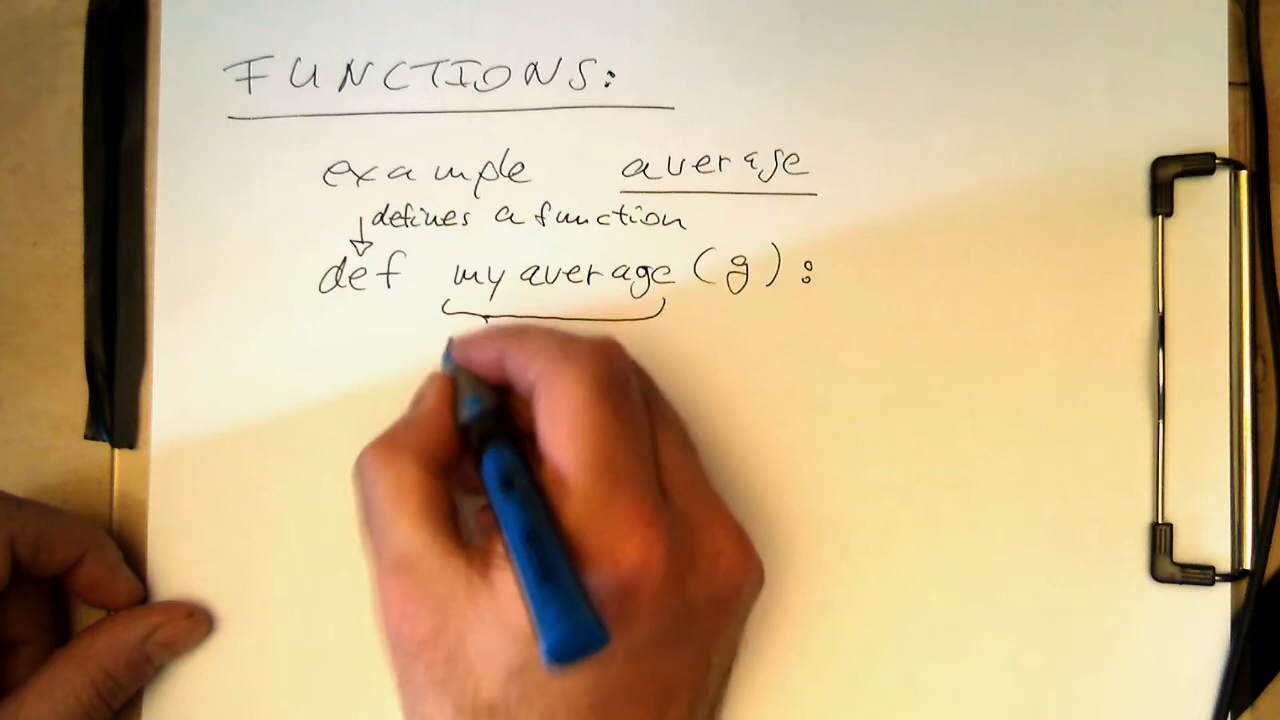 FUNCTIONS:
example average
defines a function
def myaverage(g):